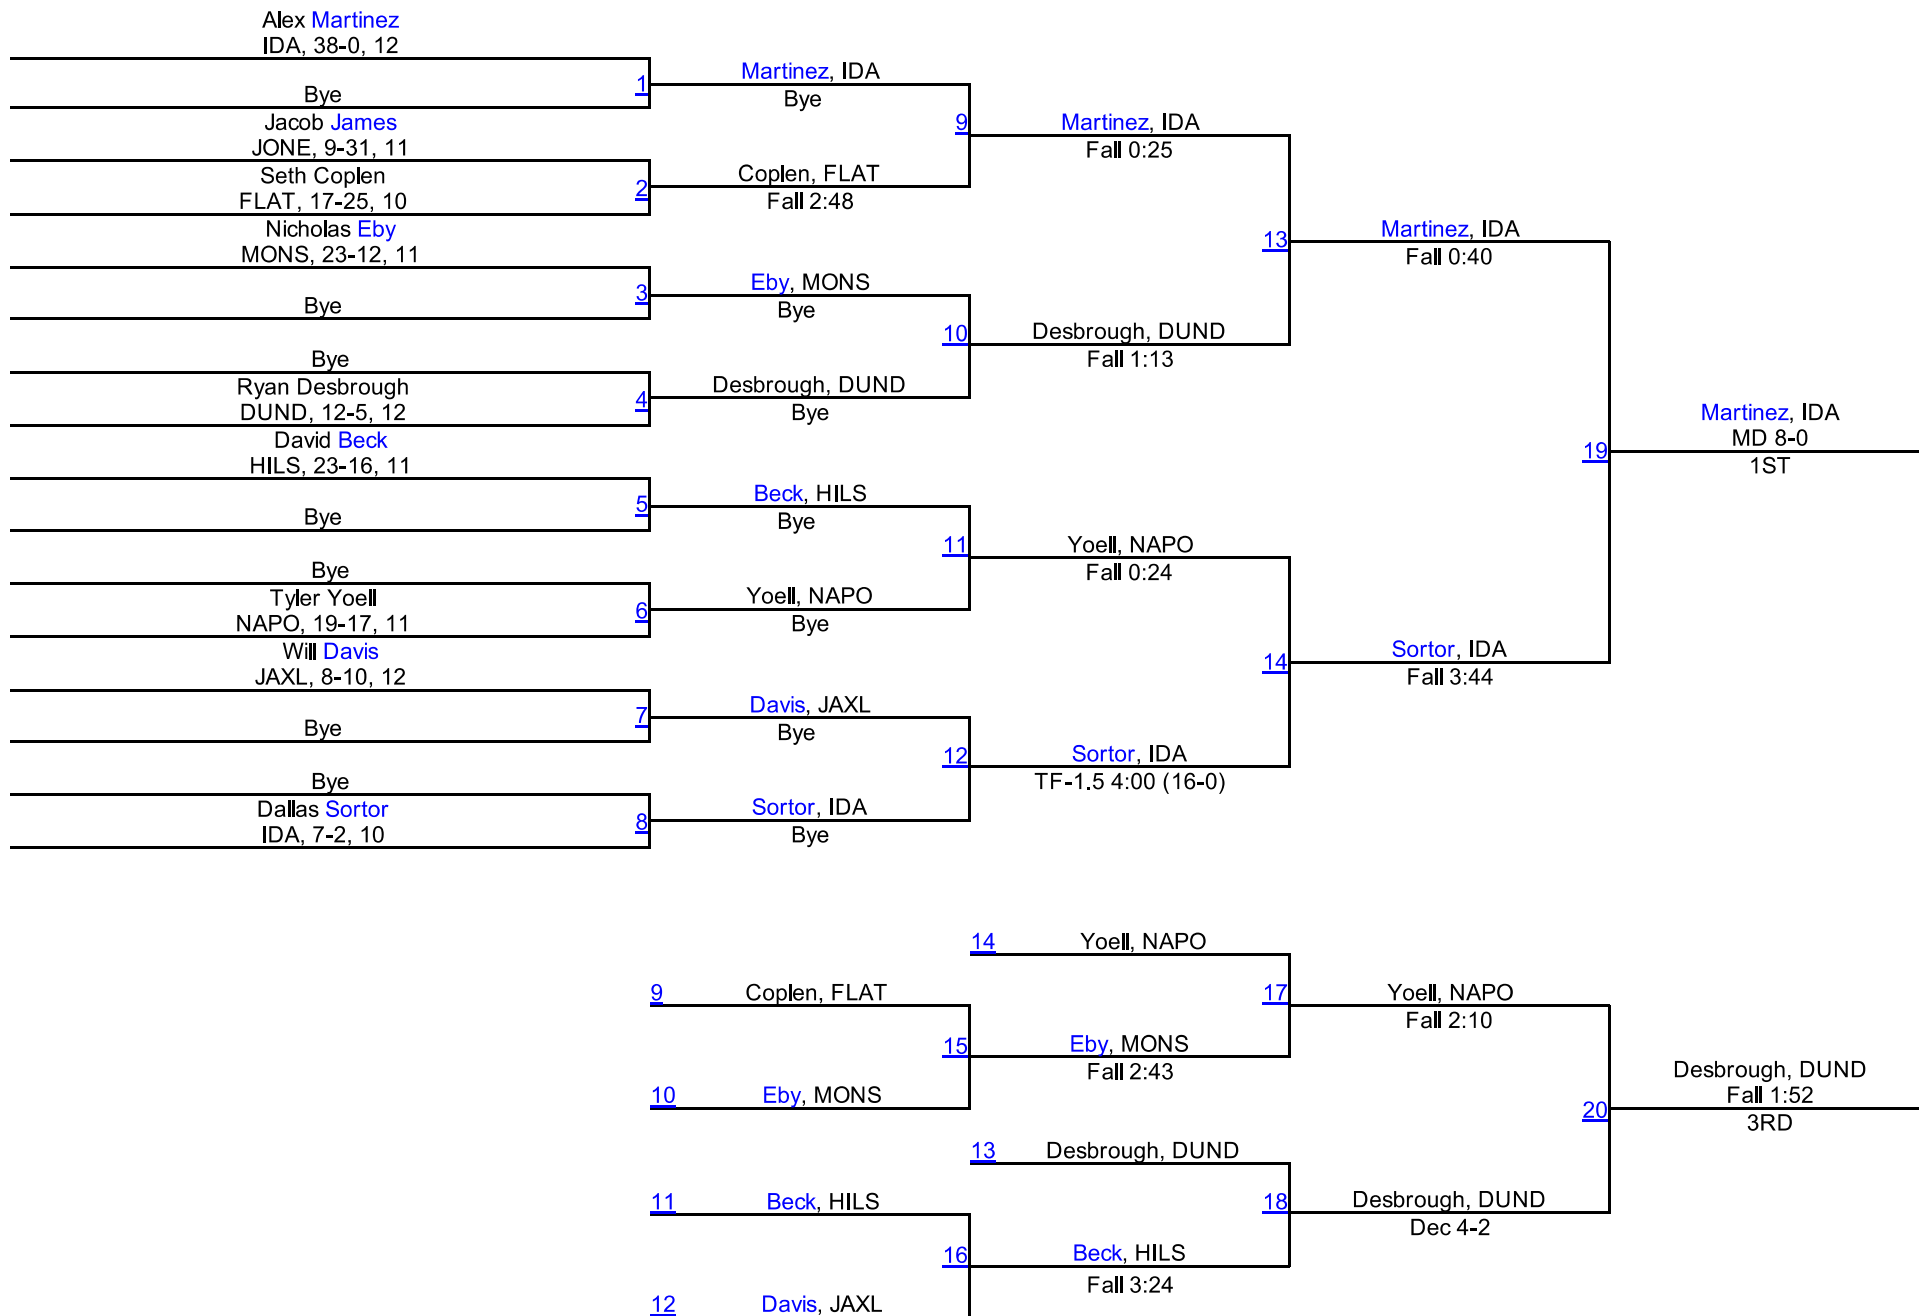 Alex Martinez
IDA, 38-0, 12
1
Bye
Jacob James
JONE, 9-31, 11
2
Seth Coplen
FLAT, 17-25, 10
Nicholas Eby
MONS, 23-12, 11
3
Bye
Bye
4
Ryan Desbrough
DUND, 12-5, 12
David Beck
HILS, 23-16, 11
5
Bye
Bye
6
Tyler Yoell
NAPO, 19-17, 11
Will Davis
JAXL, 8-10, 12
7
Bye
Bye
8
Dallas Sortor
IDA, 7-2, 10
Martinez, IDA
Bye
9
Coplen, FLAT
Fall 2:48
Eby, MONS
Bye
10
Desbrough, DUND
Bye
Beck, HILS
Bye
11
Yoell, NAPO
Bye
Davis, JAXL
Bye
12
Sortor, IDA
Bye
Martinez, IDA
Fall 0:25
13
Desbrough, DUND
Fall 1:13
Yoell, NAPO
Fall 0:24
14
Sortor, IDA
TF-1.5 4:00 (16-0)
Martinez, IDA
Fall 0:40
19
Sortor, IDA
Fall 3:44
Martinez, IDA
MD 8-0
1ST
9 Coplen, FLAT
15
10 Eby, MONS
11 Beck, HILS
16
12 Davis, JAXL
14 Yoell, NAPO
17
Eby, MONS
Fall 2:43
13 Desbrough, DUND
18
Beck, HILS
Fall 3:24
Yoell, NAPO
Fall 2:10
20
Desbrough, DUND
Dec 4-2
Desbrough, DUND
Fall 1:52
3RD